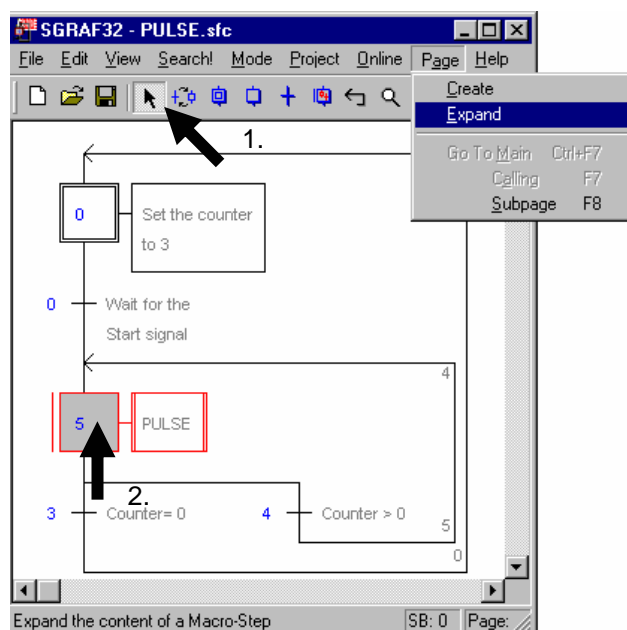 SGRAF32 - PULSE.sfc
File Edit View Search! Mode Project Online Page Help
Create
Expand
Go To Main Ctrl+F7
Calling F7
Subpage F8
1.
0 Set the counter
to 3
0 Wait for the
Start signal
4
5 PULSE
2.
3 Counter= 0 4 Counter > 0
5
0
Expand the content of a Macro-Step SB: 0 Page: